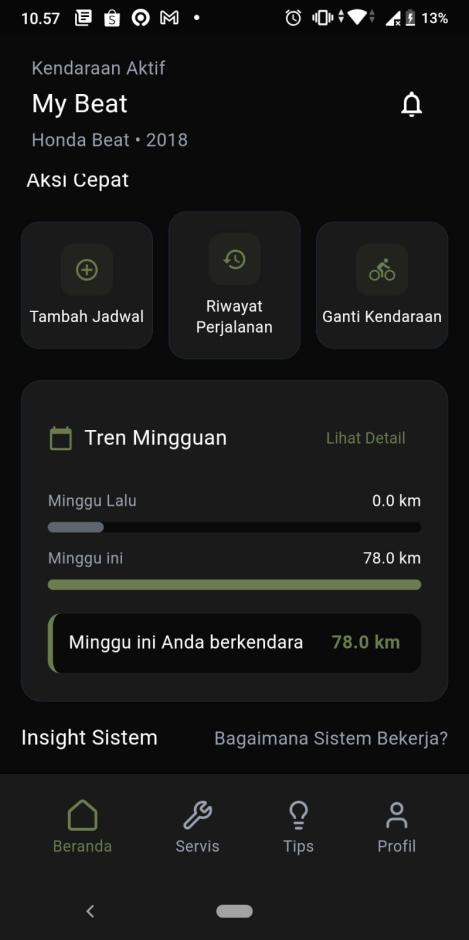 10.57
13%
Kendaraan Aktif
My Beat
Honda Beat • 2018
Aksi Cepat
Tambah Jadwal
Riwayat
Perjalanan
Ganti Kendaraan
Tren Mingguan
Lihat Detail
Minggu Lalu
0.0 km
Minggu ini
78.0 km
Minggu ini Anda berkendara
78.0 km
Insight Sistem
Bagaimana Sistem Bekerja?
Beranda
Servis
Tips
Profil